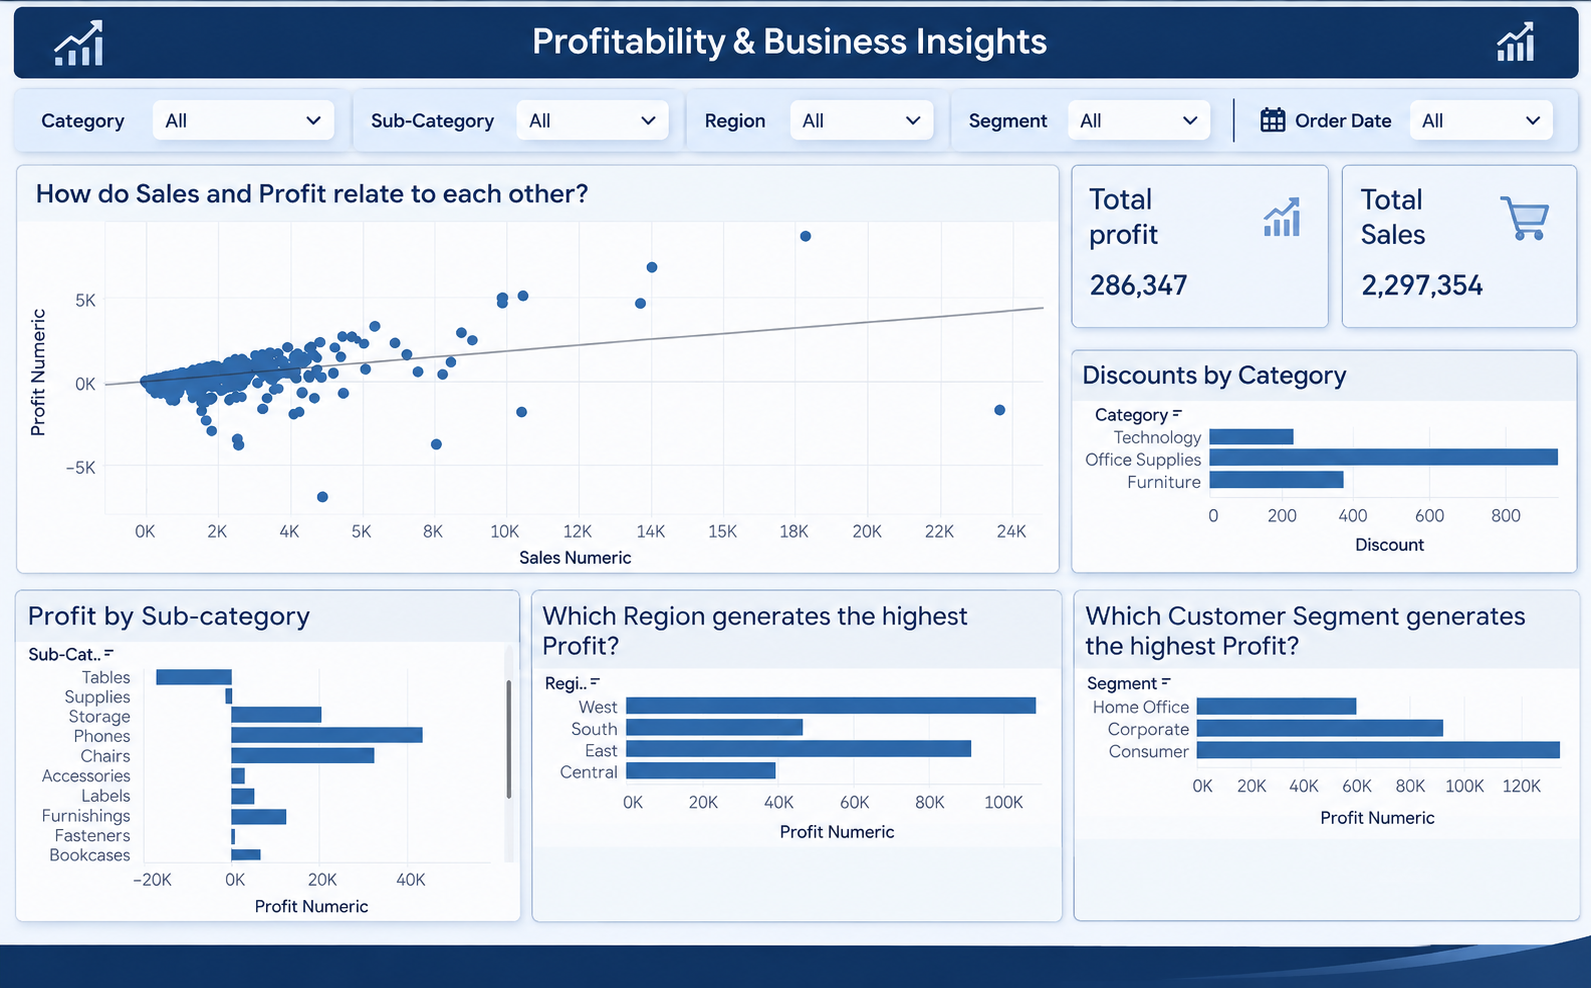 Profitability & Business Insights
Category All Sub-Category All Region All Segment All Order Date All
How do Sales and Profit relate to each other?
Profit Numeric
5K
0K
−5K
0K 2K 4K 5K 8K 10K 12K 14K 15K 18K 20K 22K 24K
Sales Numeric
Total
profit
286,347
Total
Sales
2,297,354
Discounts by Category
Category
Technology
Office Supplies
Furniture
0 200 400 600 800
Discount
Profit by Sub-category
Sub-Cat..
Tables
Supplies
Storage
Phones
Chairs
Accessories
Labels
Furnishings
Fasteners
Bookcases
−20K 0K 20K 40K
Profit Numeric
Which Region generates the highest
Profit?
Regi..
West
South
East
Central
0K 20K 40K 60K 80K 100K
Profit Numeric
Which Customer Segment generates
the highest Profit?
Segment
Home Office
Corporate
Consumer
0K 20K 40K 60K 80K 100K 120K
Profit Numeric